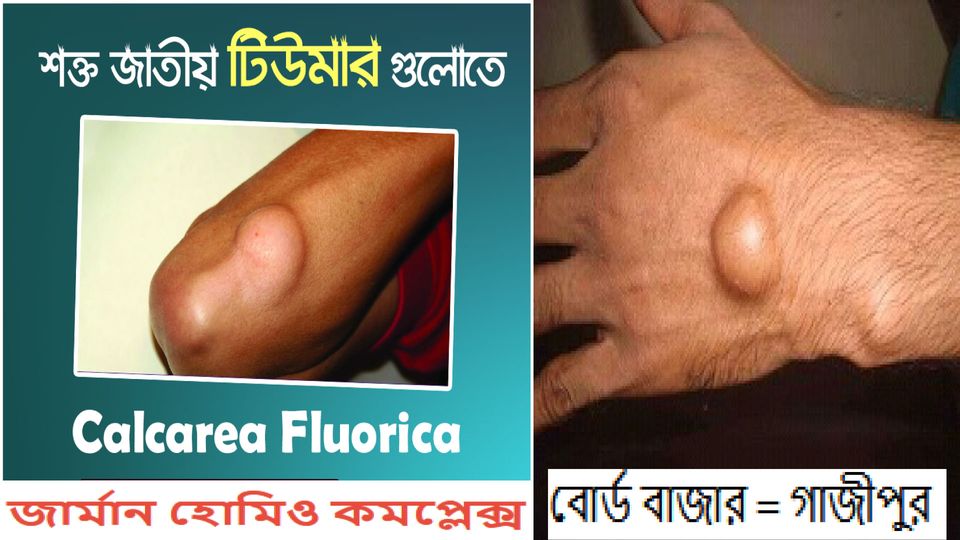 শক্ত জাতীয় টিউমার গুলোতে
Calcarea Fluorica
জার্মান হোমিও কমপ্লেক্স
বোর্ড বাজার = গাজীপুর